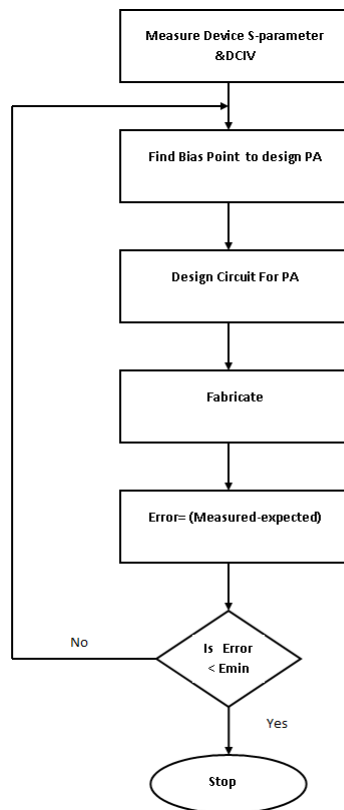 Measure Device S-parameter
&DCIV
Find Bias Point to design PA
Design Circuit For PA
Fabricate
Error= (Measured-expected)
Is Error
< Emin
No
Yes
Stop